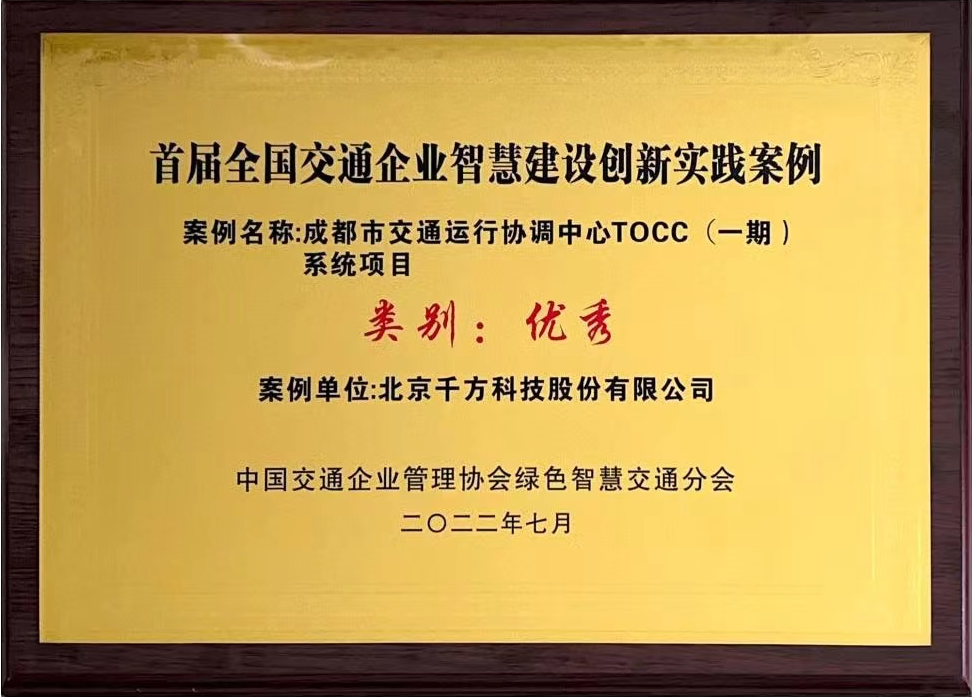 首届全国交通企业智慧建设创新实践案例
案例名称:成都市交通运行协调中心TOCC（一期）
系统项目
类别：优秀
案例单位:北京千方科技股份有限公司
中国交通企业管理协会绿色智慧交通分会
二〇二二年七月